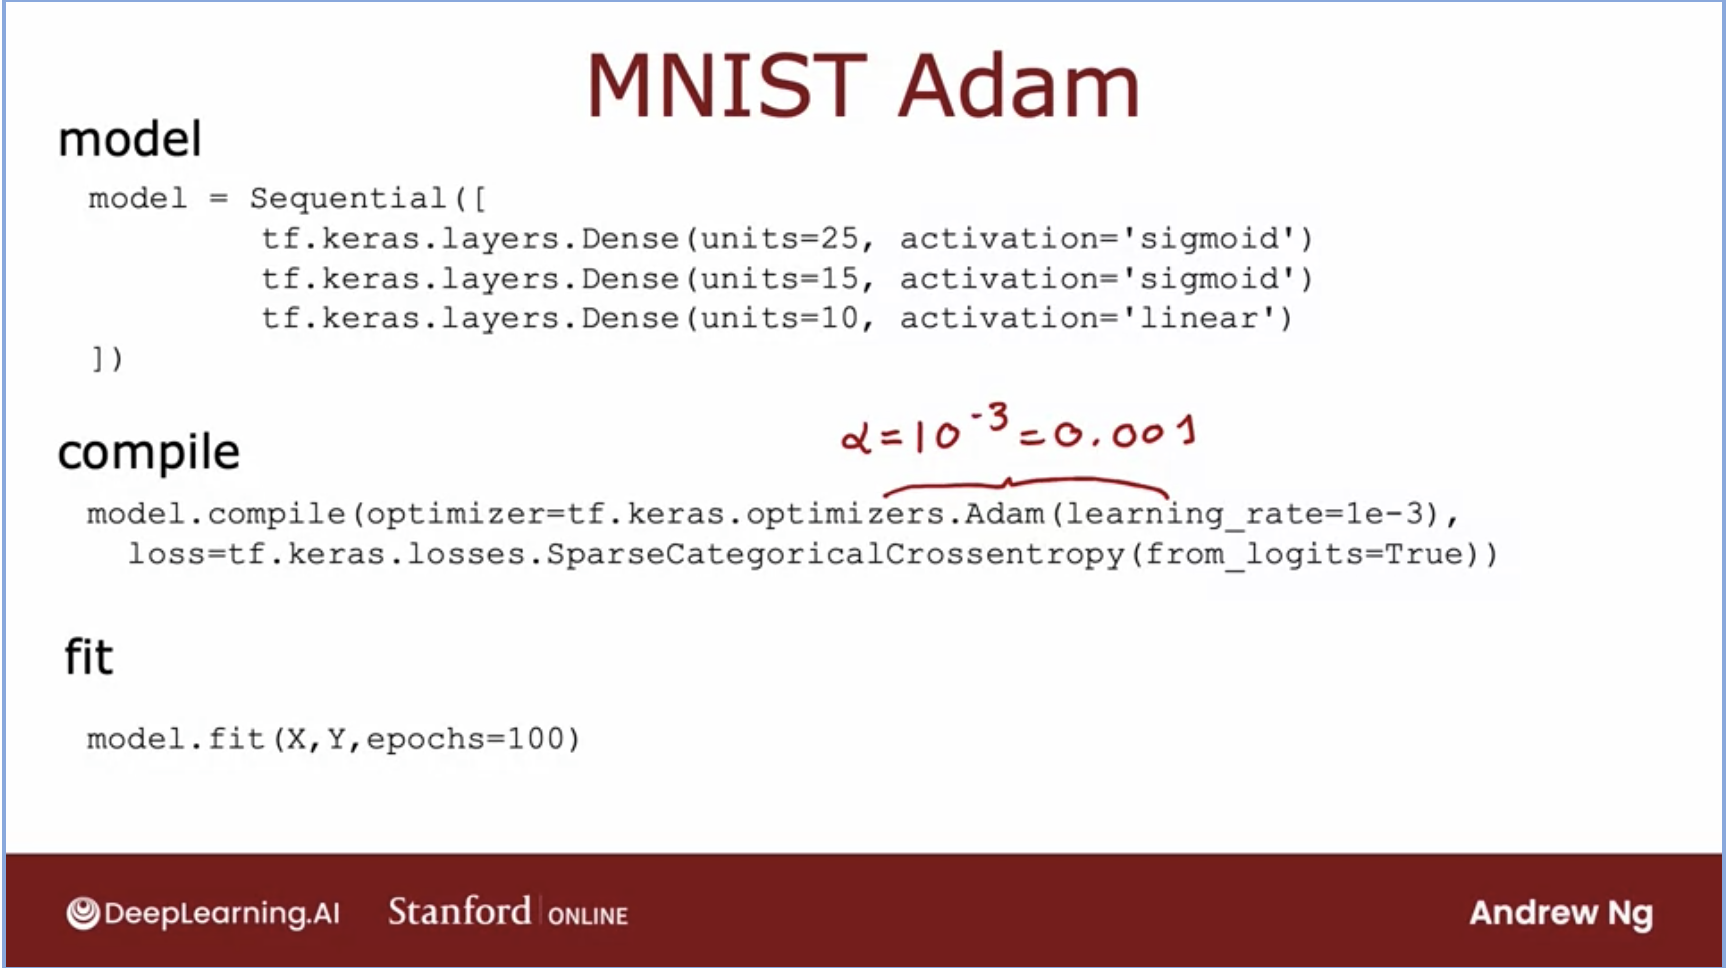 MNIST Adam
model
model = Sequential([
tf.keras.layers.Dense(units=25, activation='sigmoid')
tf.keras.layers.Dense(units=15, activation='sigmoid')
tf.keras.layers.Dense(units=10, activation='linear')
])
α=10⁻³=0.001
compile
model.compile(optimizer=tf.keras.optimizers.Adam(learning_rate=1e-3),
loss=tf.keras.losses.SparseCategoricalCrossentropy(from_logits=True))
fit
model.fit(X,Y,epochs=100)
DeepLearning.AI Stanford ONLINE Andrew Ng